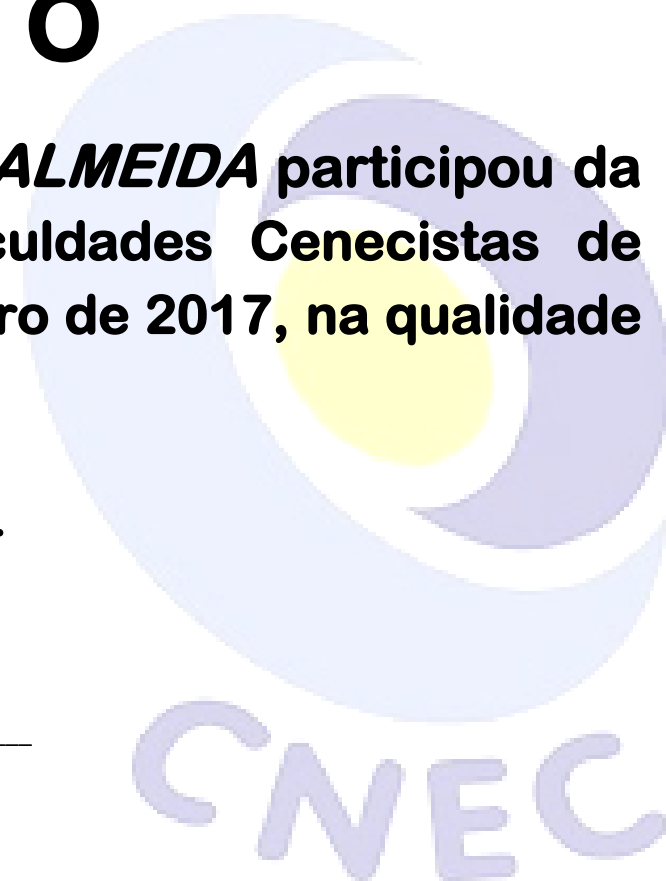 O
ALMEIDA participou da
culdades Cenecistas de
ro de 2017, na qualidade
.
CNEC